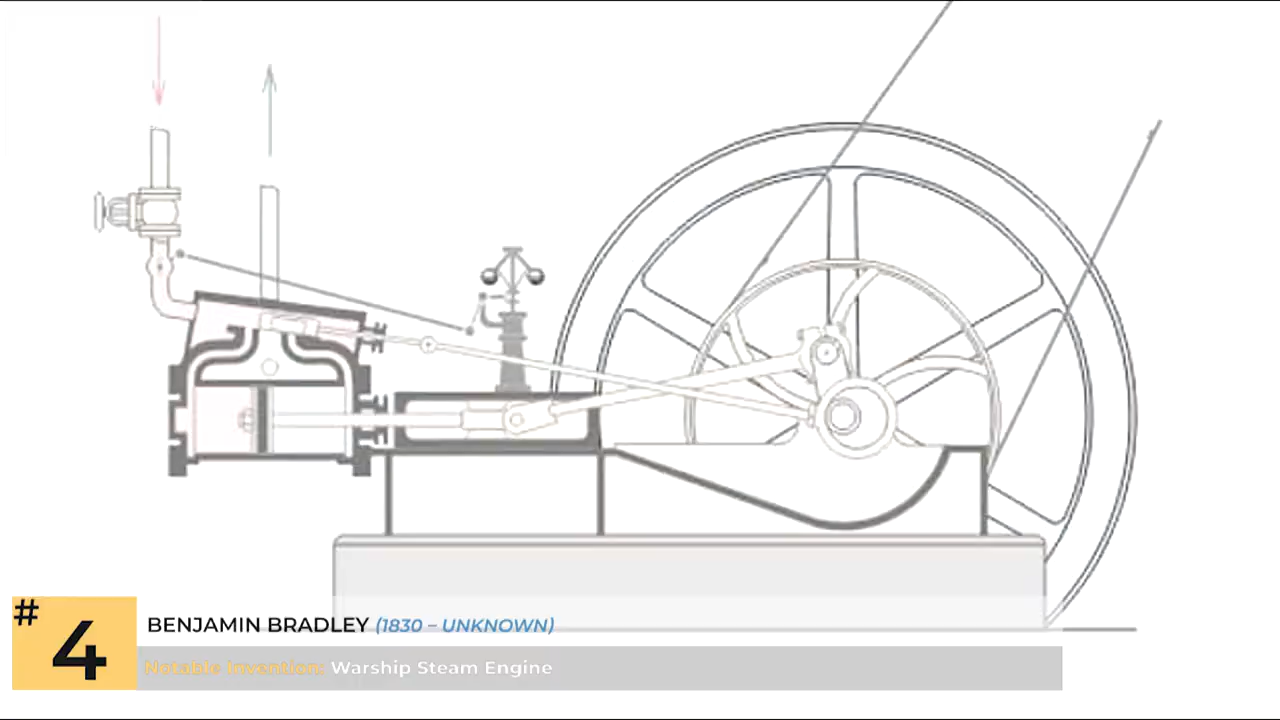 #4
BENJAMIN BRADLEY (1830 – UNKNOWN)
Notable Invention: Warship Steam Engine